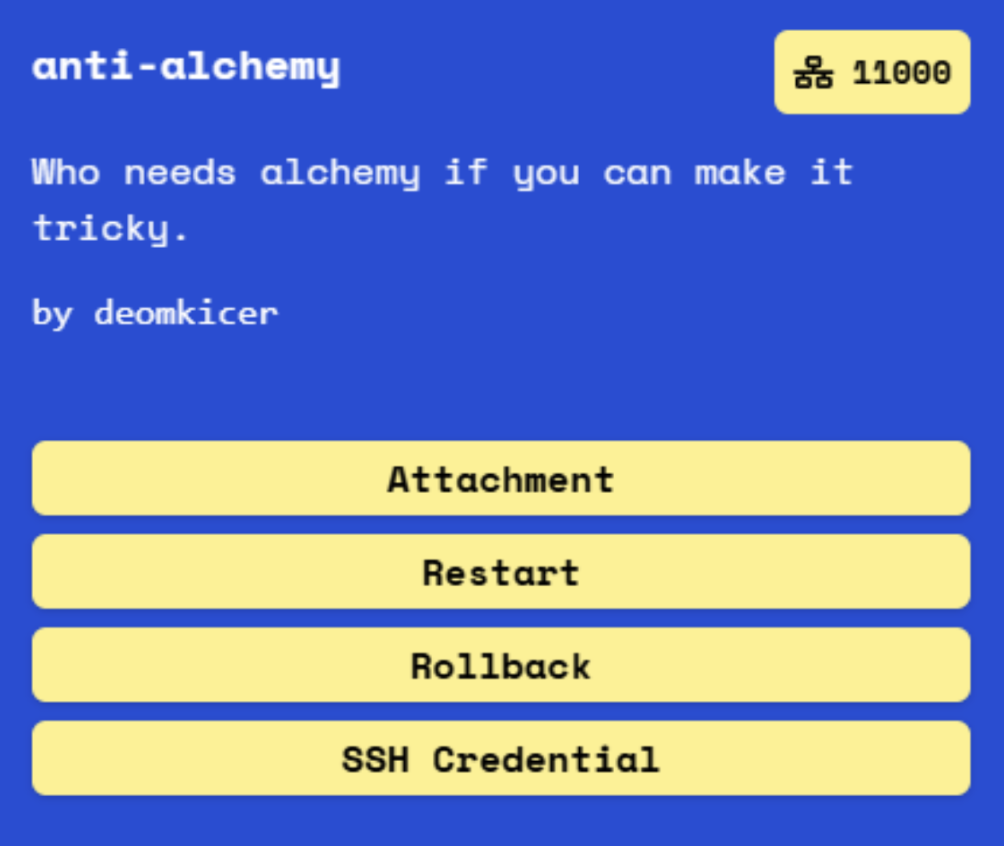 anti-alchemy
11000
Who needs alchemy if you can make it
tricky.
by deomkicer
Attachment
Restart
Rollback
SSH Credential